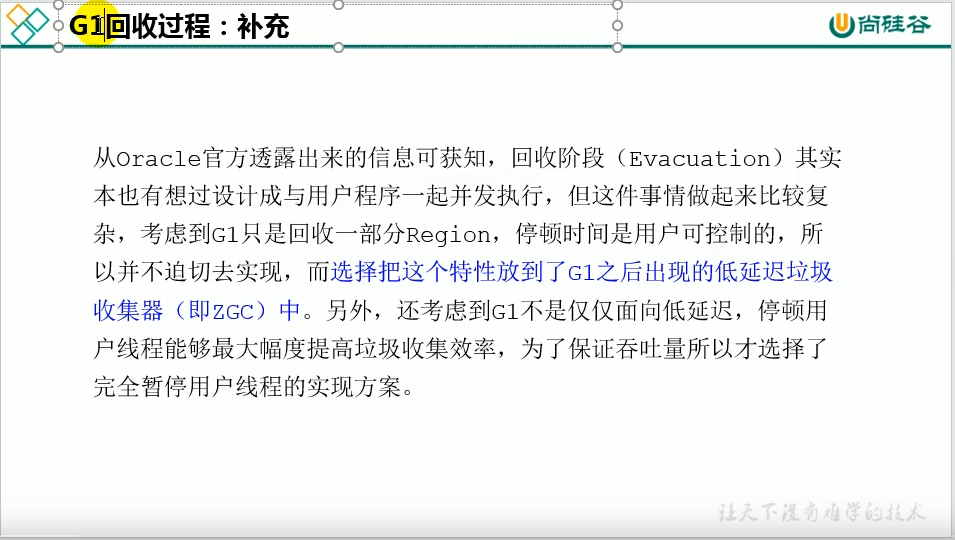 G1回收过程：补充
尚硅谷
从Oracle官方透露出来的信息可获知，回收阶段（Evacuation）其实
本也有想过设计成与用户程序一起并发执行，但这件事情做起来比较复
杂，考虑到G1只是回收一部分Region，停顿时间是用户可控制的，所
以并不迫切去实现，而选择把这个特性放到了G1之后出现的低延迟垃圾
收集器（即ZGC）中。另外，还考虑到G1不是仅仅面向低延迟，停顿用
户线程能够最大幅度提高垃圾收集效率，为了保证吞吐量所以才选择了
完全暂停用户线程的实现方案。
让天下没有难学的技术